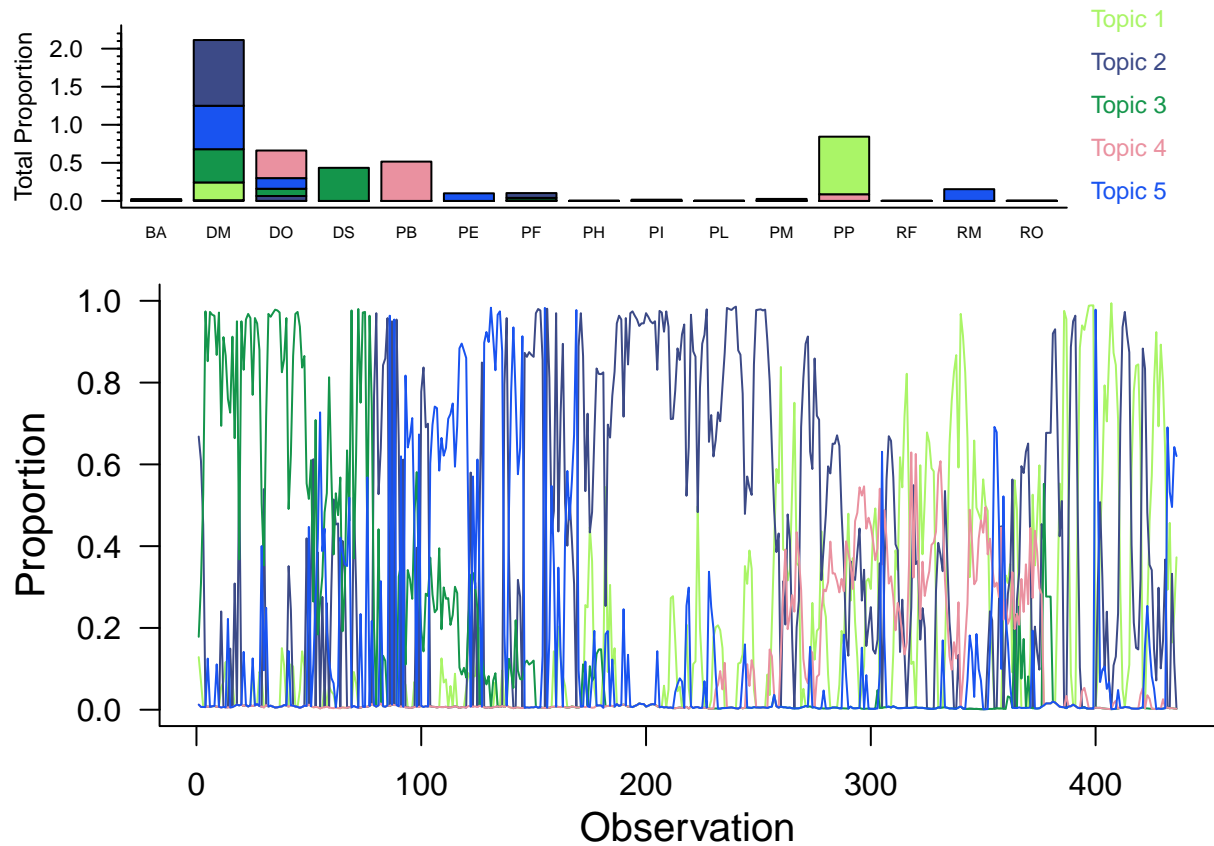 Total Proportion
2.0
1.5
1.0
0.5
0.0
BA DM DO DS PB PE PF PH PI PL PM PP RF RM RO
Topic 1
Topic 2
Topic 3
Topic 4
Topic 5
Proportion
1.0
0.8
0.6
0.4
0.2
0.0
0 100 200 300 400
Observation